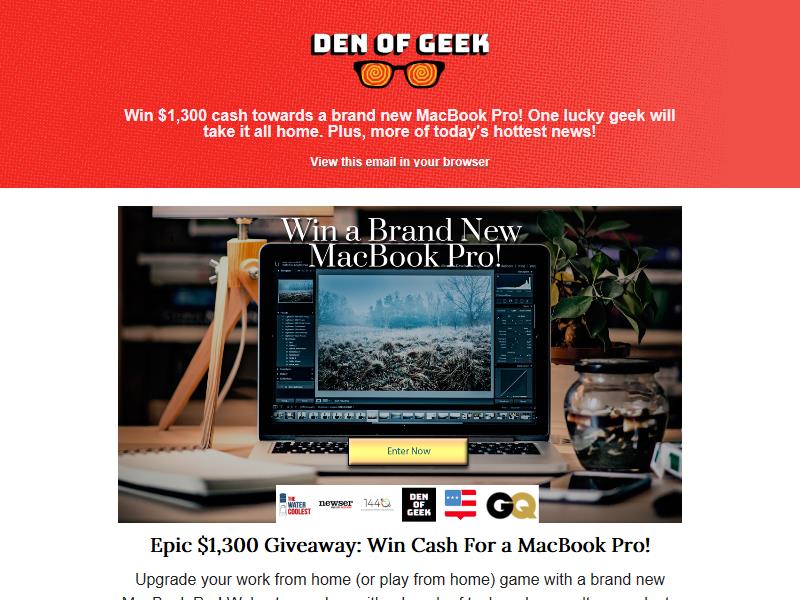 DEN OF GEEK
Win $1,300 cash towards a brand new MacBook Pro! One lucky geek will
take it all home. Plus, more of today's hottest news!
View this email in your browser
Win a Brand New
MacBook Pro!
Enter Now
THE
WATER
COOLEST
newser
1440
DEN
OF
GEEK
GQ
Epic $1,300 Giveaway: Win Cash For a MacBook Pro!
Upgrade your work from home (or play from home) game with a brand new